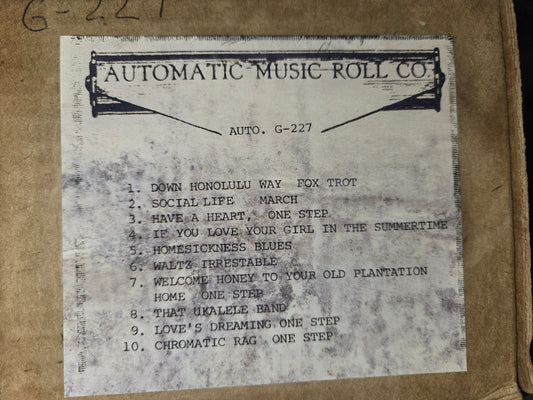 G-227
AUTOMATIC MUSIC ROLL CO.
AUTO. G-227
1. DOWN HONOLULU WAY FOX TROT
2. SOCIAL LIFE MARCH
3. HAVE A HEART, ONE STEP
4. IF YOU LOVE YOUR GIRL IN THE SUMMERTIME
5. HOMESICKNESS BLUES
6. WALTZ IRRESTABLE
7. WELCOME HONEY TO YOUR OLD PLANTATION
HOME ONE STEP
8. THAT UKALELE BAND
9. LOVE'S DREAMING ONE STEP
10. CHROMATIC RAG ONE STEP